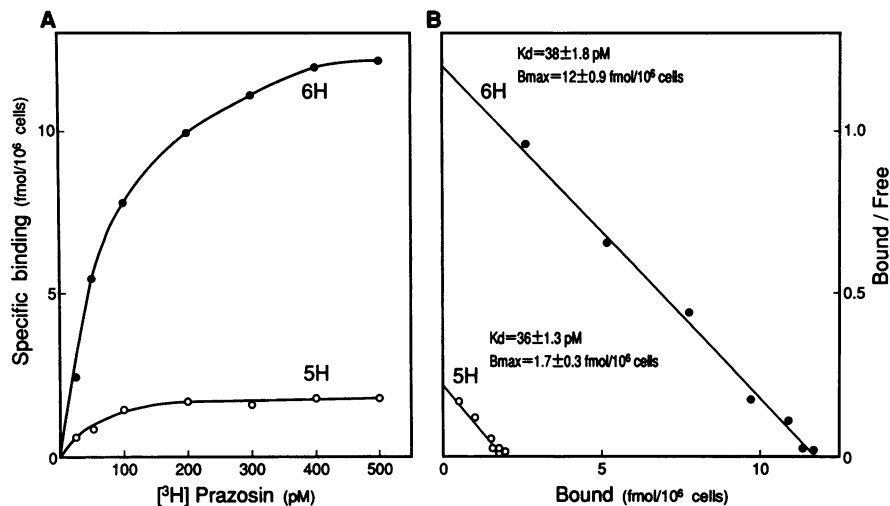 A
Specific binding (fmol/10⁶ cells)
10
5
0
6H
5H
100
200
300
400
500
[³H] Prazosin (pM)
B
Kd=38±1.8 pM
Bmax=12±0.9 fmol/10⁶ cells
6H
Kd=36±1.3 pM
Bmax=1.7±0.3 fmol/10⁶ cells
5H
1.0
0.5
0
Bound / Free
0
5
10
Bound (fmol/10⁶ cells)